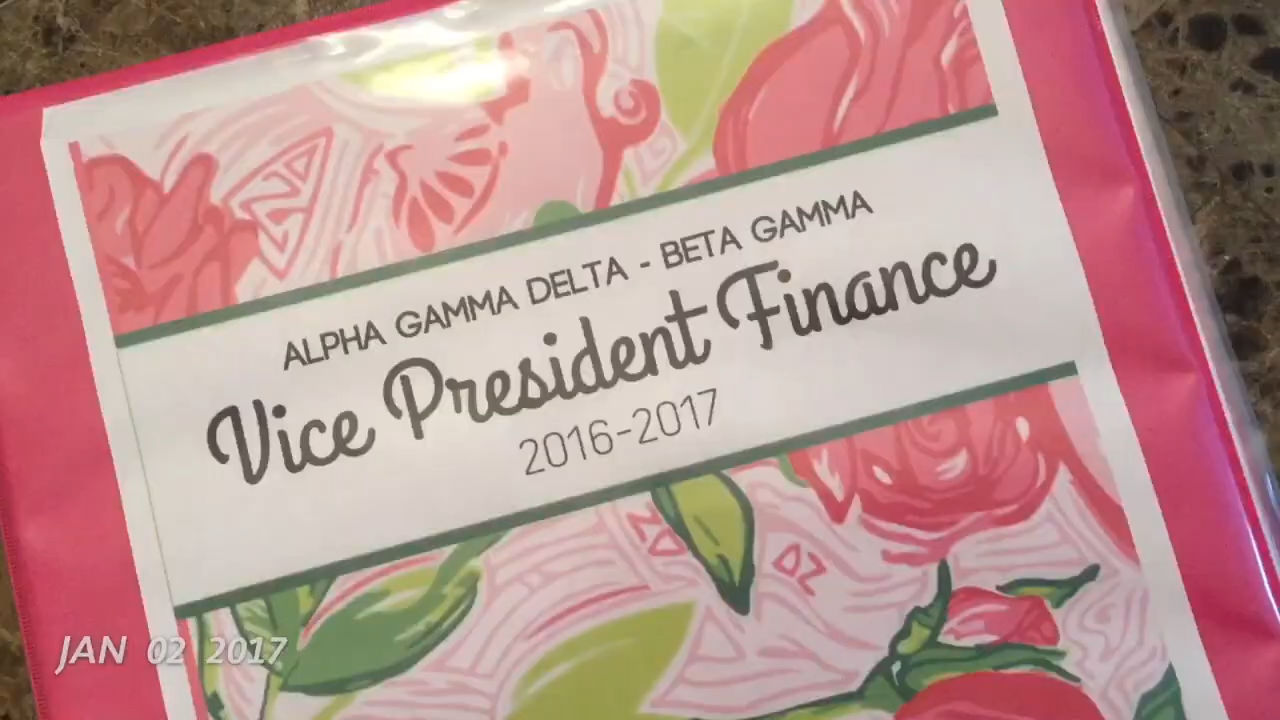 ALPHA GAMMA DELTA - BETA GAMMA
Vice President Finance
2016-2017
JAN 02 2017